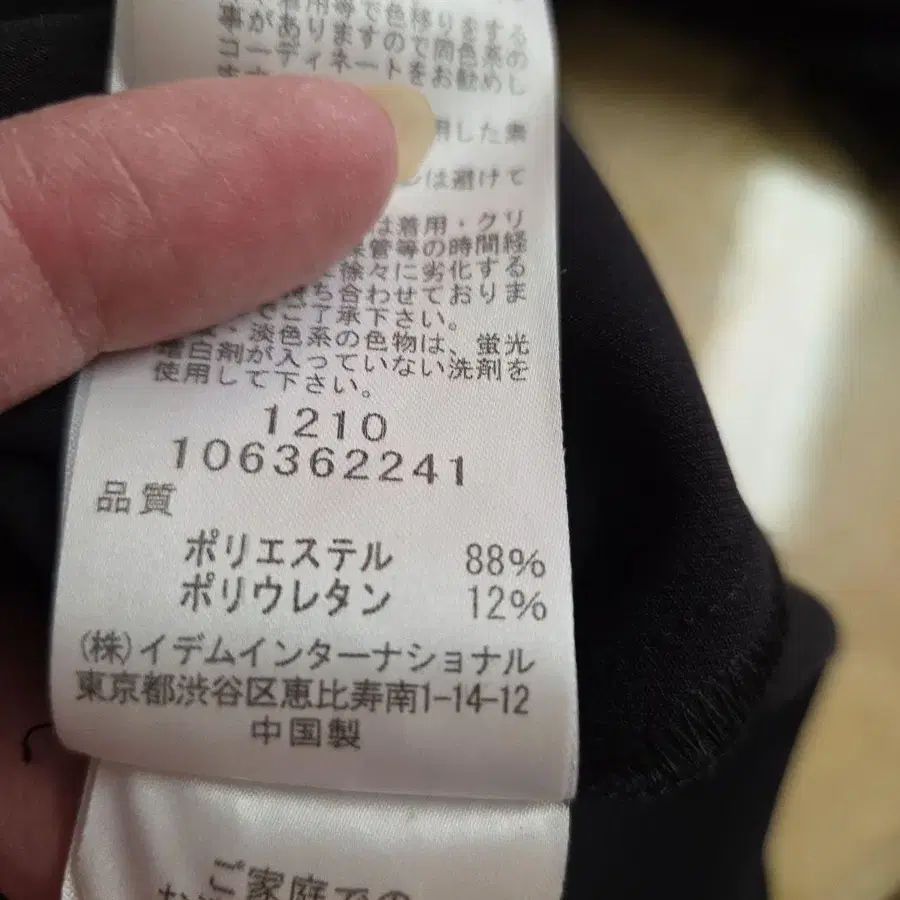 事があります。
コーディネートをお勧めし
用した素
は避けて
は着用・クリ
保管等の時間経
徐々に劣化する
ち合わせておりま
でご了承下さい。
淡色系の色物は、蛍光
増白剤が入っていない洗剤を
使用して下さい。
1210
106362241
品質
ポリエステル 88%
ポリウレタン 12%
(株)イデムインターナショナル
東京都渋谷区恵比寿南1-14-12
中国製
ご家庭での